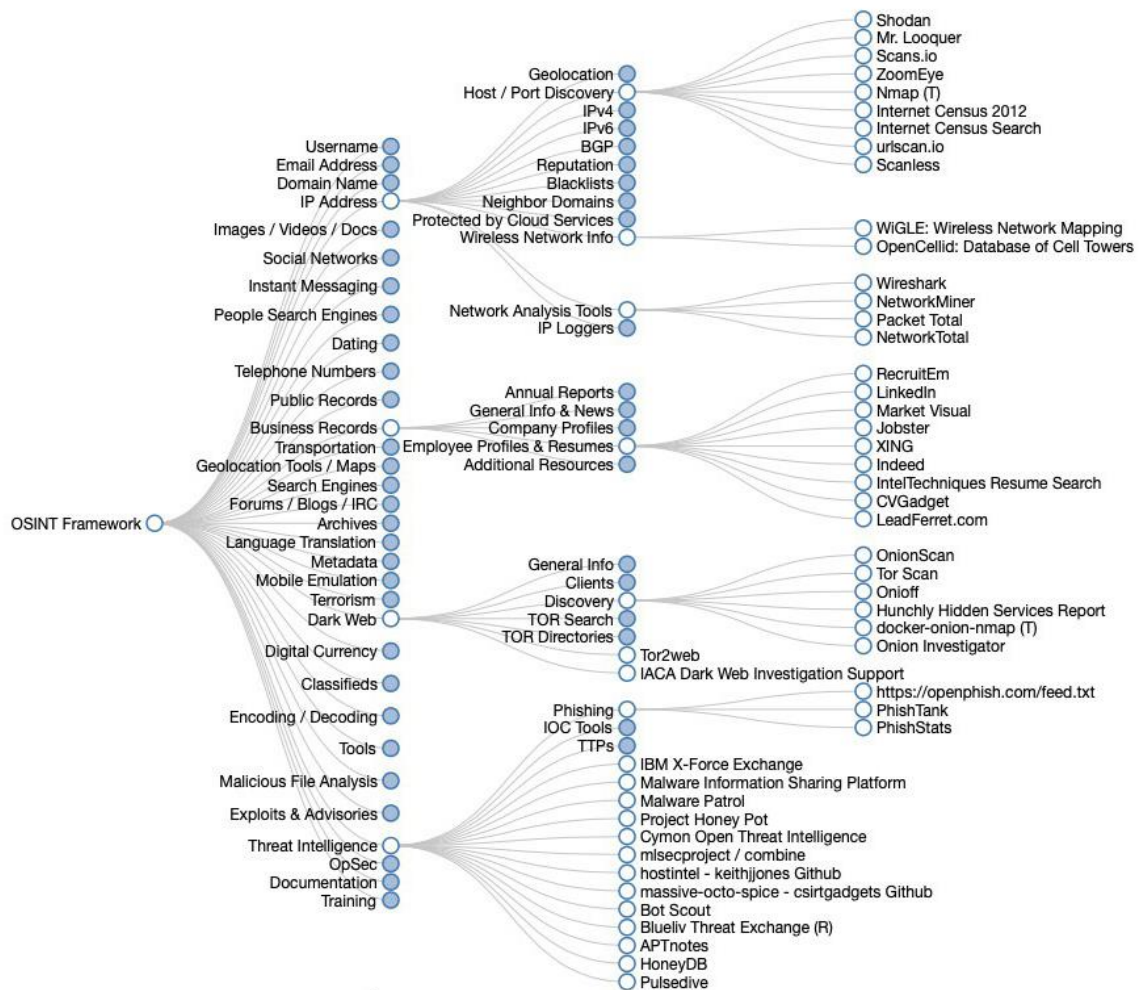 OSINT Framework
Username
Email Address
Domain Name
IP Address
Images / Videos / Docs
Social Networks
Instant Messaging
People Search Engines
Dating
Telephone Numbers
Public Records
Business Records
Transportation
Geolocation Tools / Maps
Search Engines
Forums / Blogs / IRC
Archives
Language Translation
Metadata
Mobile Emulation
Terrorism
Dark Web
Digital Currency
Classifieds
Encoding / Decoding
Tools
Malicious File Analysis
Exploits & Advisories
Threat Intelligence
OpSec
Documentation
Training
Geolocation
Host / Port Discovery
IPv4
IPv6
BGP
Reputation
Blacklists
Neighbor Domains
Protected by Cloud Services
Wireless Network Info
Network Analysis Tools
IP Loggers
Annual Reports
General Info & News
Company Profiles
Employee Profiles & Resumes
Additional Resources
General Info
Clients
Discovery
TOR Search
TOR Directories
Tor2web
IACA Dark Web Investigation Support
Phishing
IOC Tools
TTPs
IBM X-Force Exchange
Malware Information Sharing Platform
Malware Patrol
Project Honey Pot
Cymon Open Threat Intelligence
mlsecproject / combine
hostintel - keithjjones Github
massive-octo-spice - csirtgadgets Github
Bot Scout
Blueliv Threat Exchange (R)
APTnotes
HoneyDB
Pulsedive
Shodan
Mr. Looquer
Scans.io
ZoomEye
Nmap (T)
Internet Census 2012
Internet Census Search
urlscan.io
Scanless
WiGLE: Wireless Network Mapping
OpenCellid: Database of Cell Towers
Wireshark
NetworkMiner
Packet Total
NetworkTotal
RecruitEm
LinkedIn
Market Visual
Jobster
XING
Indeed
IntelTechniques Resume Search
CVGadget
LeadFerret.com
OnionScan
Tor Scan
Onioff
Hunchly Hidden Services Report
docker-onion-nmap (T)
Onion Investigator
https://openphish.com/feed.txt
PhishTank
PhishStats